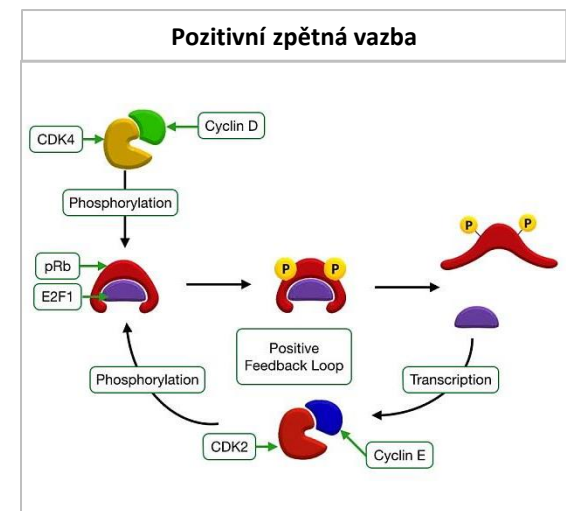 Pozitivní zpětná vazba
CDK4
Cyclin D
Phosphorylation
pRb
E2F1
P
P
P
P
Positive
Feedback Loop
Phosphorylation
Transcription
CDK2
Cyclin E